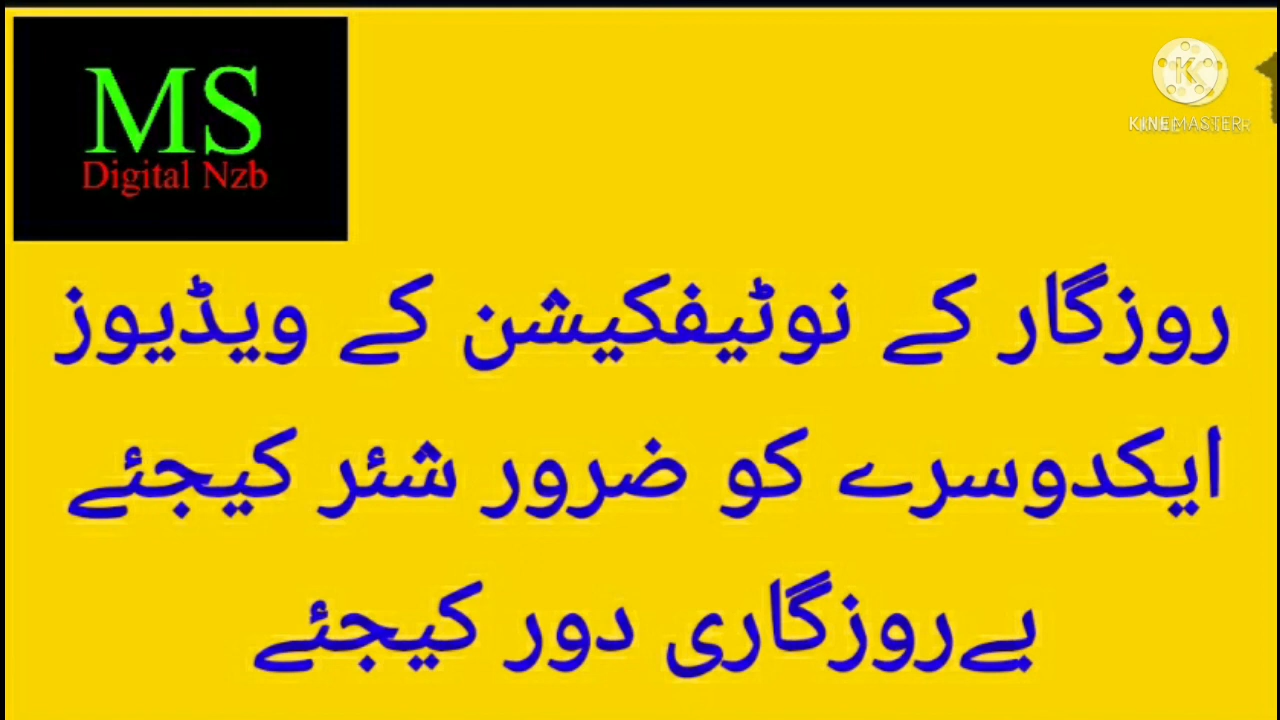 MS
Digital Nzb
KINEMASTER
روزگار کے نوٹیفکیشن کے ویڈیوز
ایکدوسرے کو ضرور شئر کیجئے
بےروزگاری دور کیجئے